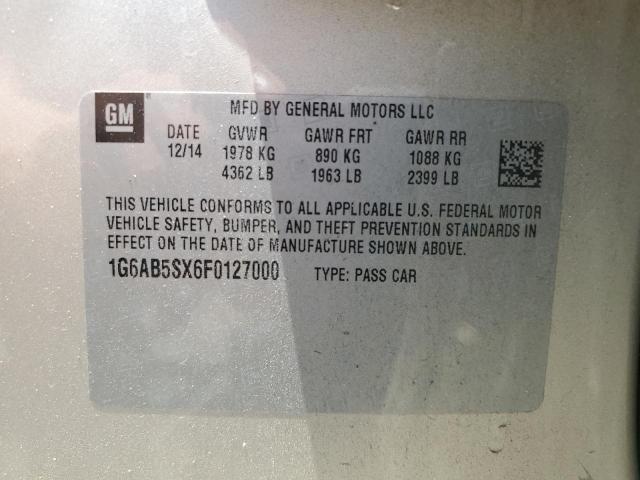 GM
MFD BY GENERAL MOTORS LLC
DATE GVWR GAWR FRT GAWR RR
12/14 1978 KG 890 KG 1088 KG
4362 LB 1963 LB 2399 LB
THIS VEHICLE CONFORMS TO ALL APPLICABLE U.S. FEDERAL MOTOR
VEHICLE SAFETY, BUMPER, AND THEFT PREVENTION STANDARDS IN
EFFECT ON THE DATE OF MANUFACTURE SHOWN ABOVE.
1G6AB5SX6F0127000 TYPE: PASS CAR